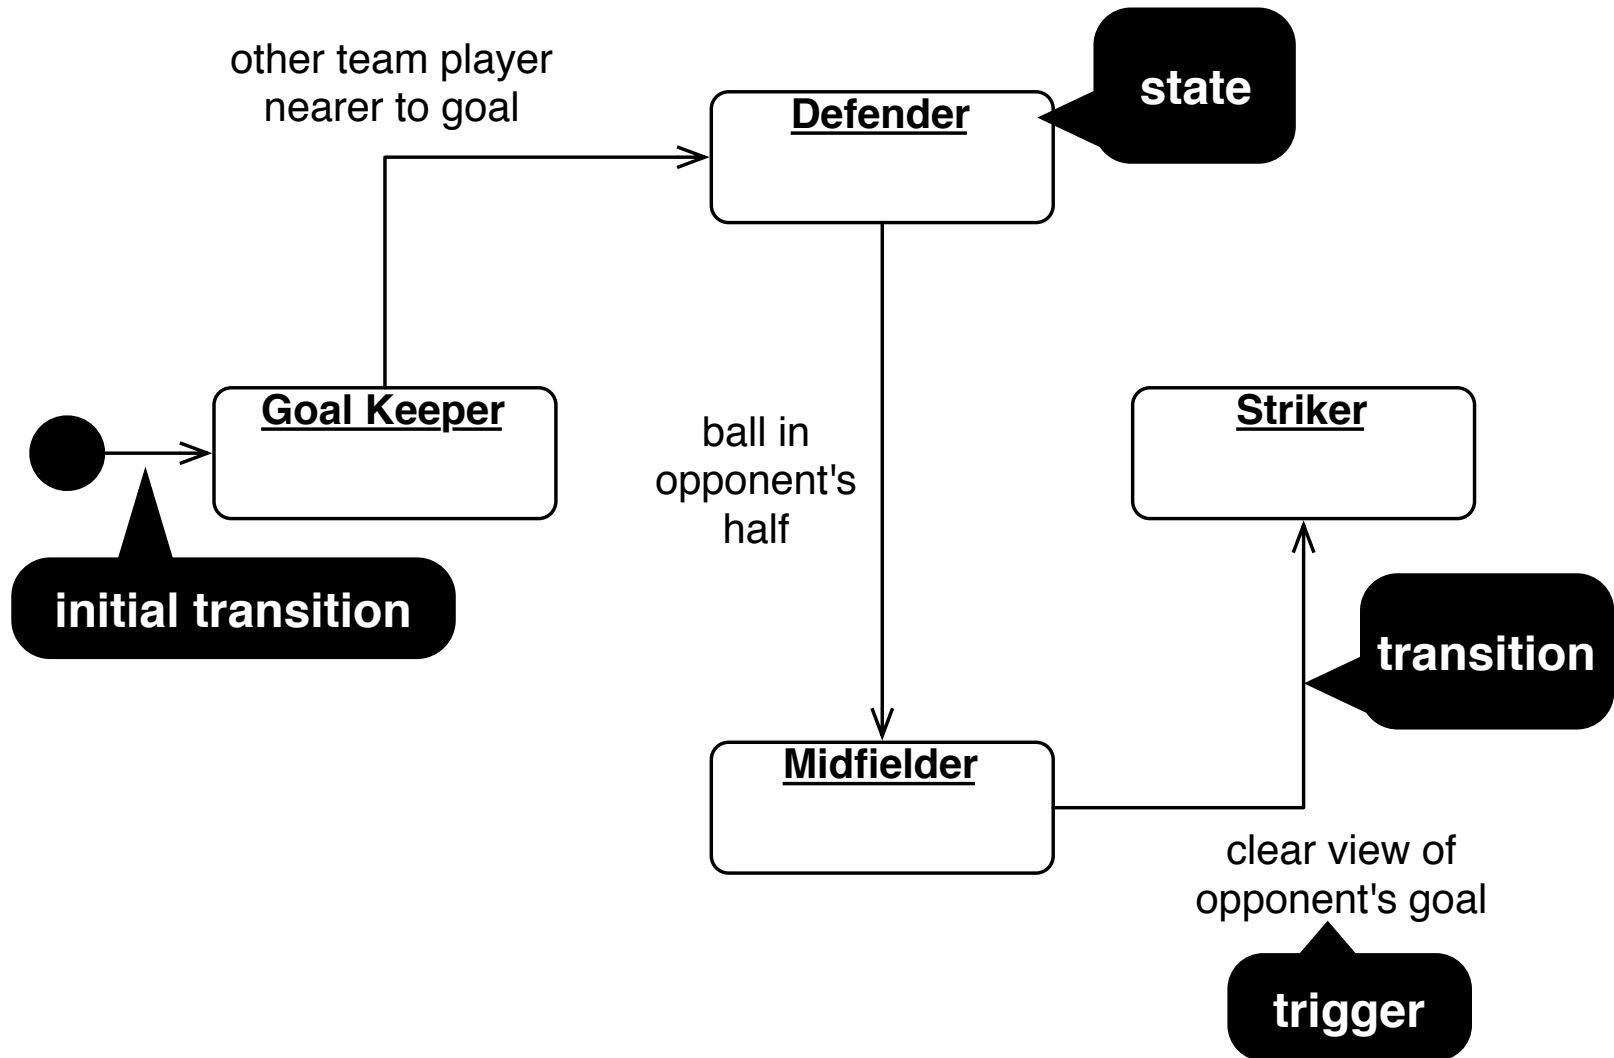 other team player
nearer to goal
Defender
state
Goal Keeper
initial transition
ball in
opponent's
half
Striker
transition
Midfielder
clear view of
opponent's goal
trigger